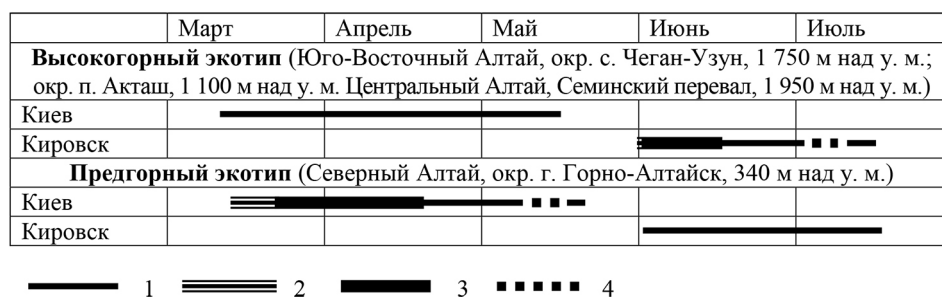 Март Апрель Май Июнь Июль
Высокогорный экотип (Юго-Восточный Алтай, окр. с. Чеган-Узун, 1 750 м над у. м.;
окр. п. Акташ, 1 100 м над у. м. Центральный Алтай, Семинский перевал, 1 950 м над у. м.)
Киев
Кировск
Предгорный экотип (Северный Алтай, окр. г. Горно-Алтайск, 340 м над у. м.)
Киев
Кировск
1 2 3 4